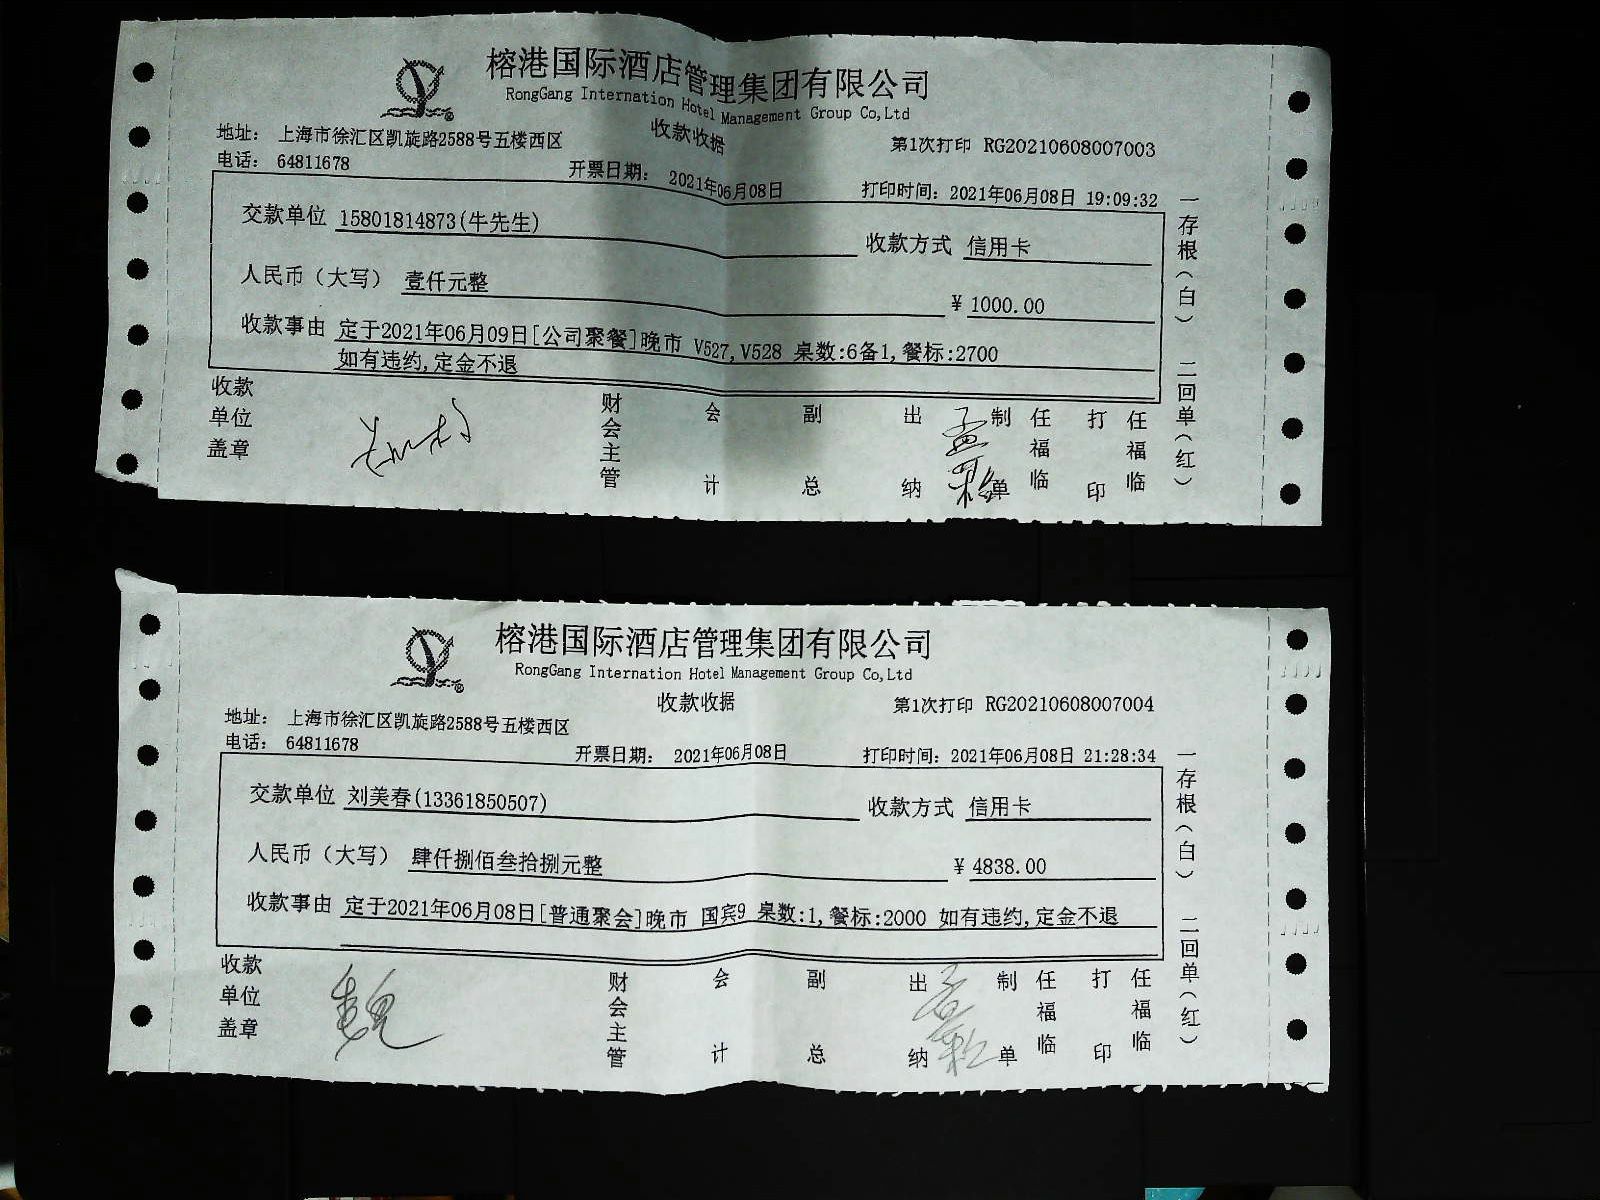 榕港国际酒店管理集团有限公司
RongGang Internation Hotel Management Group Co,Ltd
收款收据
第1次打印 RG20210608007003
地址： 上海市徐汇区凯旋路2588号五楼西区
电话： 64811678
开票日期： 2021年06月08日
打印时间：2021年06月08日 19:09:32
交款单位 15801814873(牛先生)
收款方式 信用卡
人民币（大写） 壹仟元整
¥ 1000.00
收款事由 定于2021年06月09日[公司聚餐]晚市 V527,V528 桌数:6备1,餐标:2700
如有违约,定金不退
收款单位盖章
财会主管
会计
副总
出纳
孟
制单
任福临
打印
任福临
一存根（白） 二回单（红）
榕港国际酒店管理集团有限公司
RongGang Internation Hotel Management Group Co,Ltd
收款收据
第1次打印 RG20210608007004
地址： 上海市徐汇区凯旋路2588号五楼西区
电话： 64811678
开票日期： 2021年06月08日
打印时间：2021年06月08日 21:28:34
交款单位 刘美春(13361850507)
收款方式 信用卡
人民币（大写） 肆仟捌佰叁拾捌元整
¥ 4838.00
收款事由 定于2021年06月08日[普通聚会]晚市 国宾9 桌数:1,餐标:2000 如有违约,定金不退
收款单位盖章
魏
财会主管
会计
副总
出纳
制单
任福临
打印
任福临
一存根（白） 二回单（红）